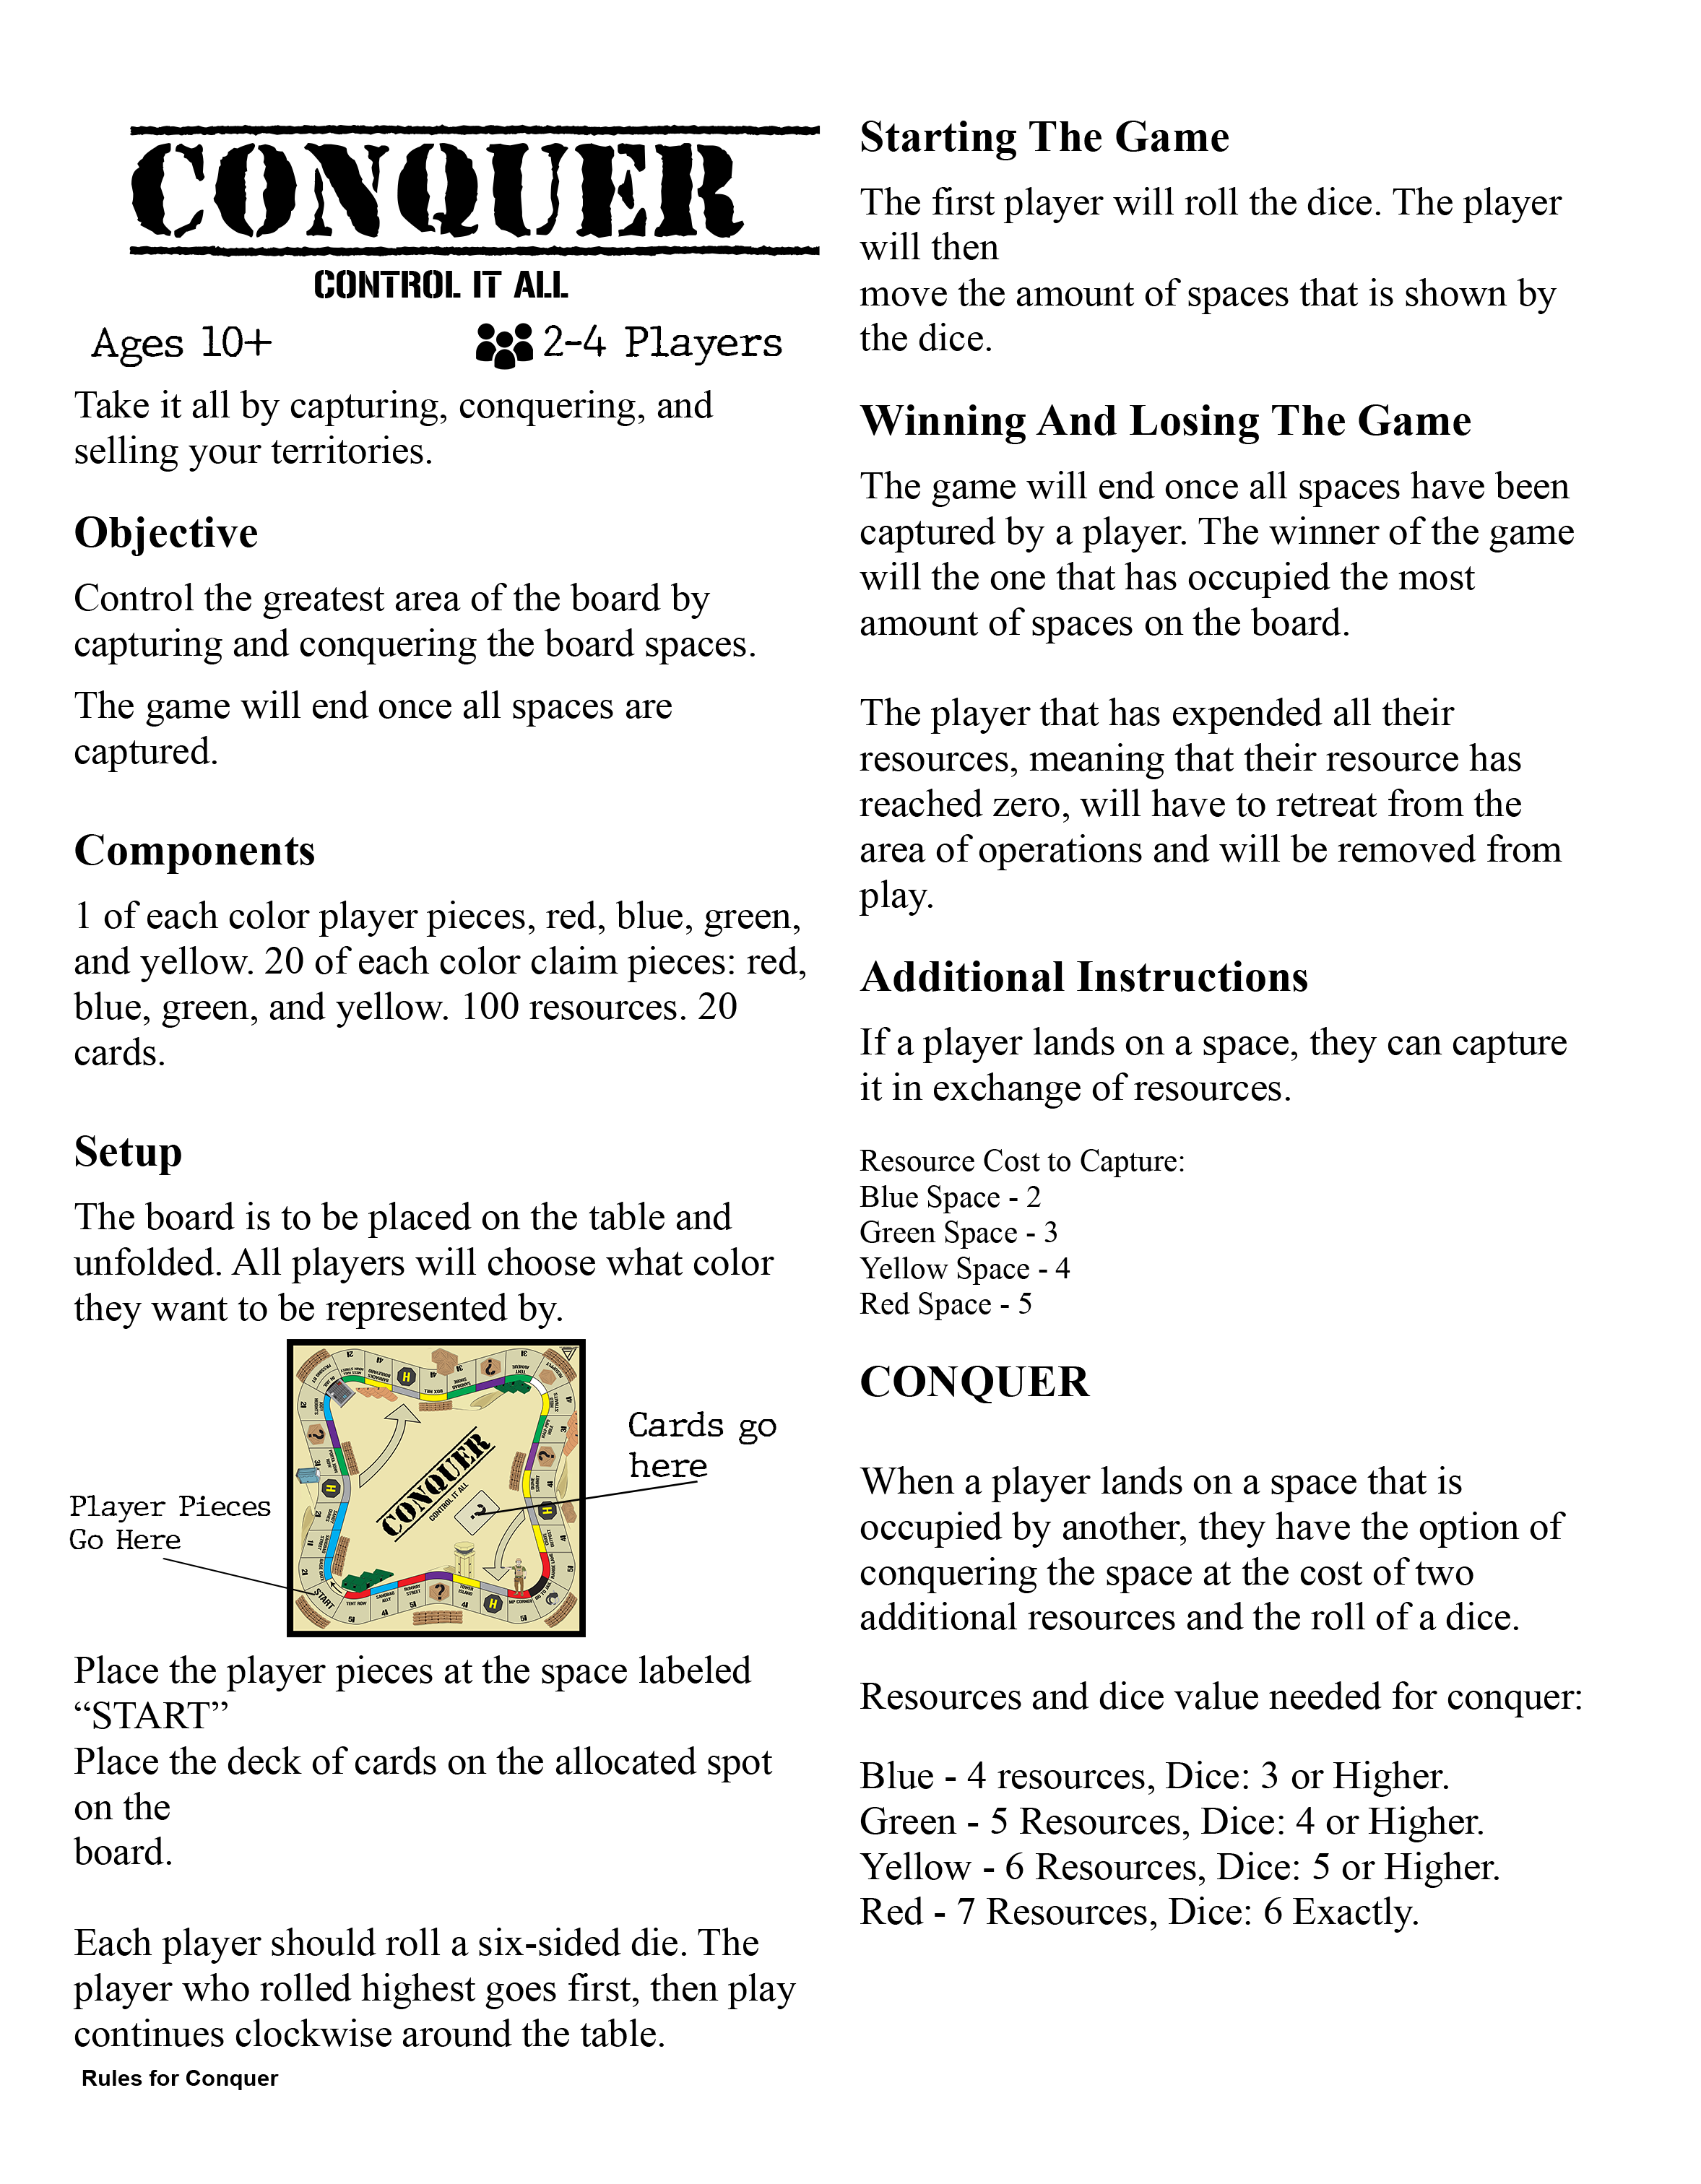 CONQUER
CONTROL IT ALL
Ages 10+
2-4 Players
Take it all by capturing, conquering, and
selling your territories.
Objective
Control the greatest area of the board by
capturing and conquering the board spaces.
The game will end once all spaces are
captured.
Components
1 of each color player pieces, red, blue, green,
and yellow. 20 of each color claim pieces: red,
blue, green, and yellow. 100 resources. 20
cards.
Setup
The board is to be placed on the table and
unfolded. All players will choose what color
they want to be represented by.
Cards go
here
Player Pieces
Go Here
CONQUER
CONTROL IT ALL
START
TENT ROW
SANDBAG
ALLY
STREET
MP CORNER
BOX HILL
Place the player pieces at the space labeled
“START”
Place the deck of cards on the allocated spot
on the
board.
Each player should roll a six-sided die. The
player who rolled highest goes first, then play
continues clockwise around the table.
Rules for Conquer
Starting The Game
The first player will roll the dice. The player
will then
move the amount of spaces that is shown by
the dice.
Winning And Losing The Game
The game will end once all spaces have been
captured by a player. The winner of the game
will the one that has occupied the most
amount of spaces on the board.
The player that has expended all their
resources, meaning that their resource has
reached zero, will have to retreat from the
area of operations and will be removed from
play.
Additional Instructions
If a player lands on a space, they can capture
it in exchange of resources.
Resource Cost to Capture:
Blue Space - 2
Green Space - 3
Yellow Space - 4
Red Space - 5
CONQUER
When a player lands on a space that is
occupied by another, they have the option of
conquering the space at the cost of two
additional resources and the roll of a dice.
Resources and dice value needed for conquer:
Blue - 4 resources, Dice: 3 or Higher.
Green - 5 Resources, Dice: 4 or Higher.
Yellow - 6 Resources, Dice: 5 or Higher.
Red - 7 Resources, Dice: 6 Exactly.